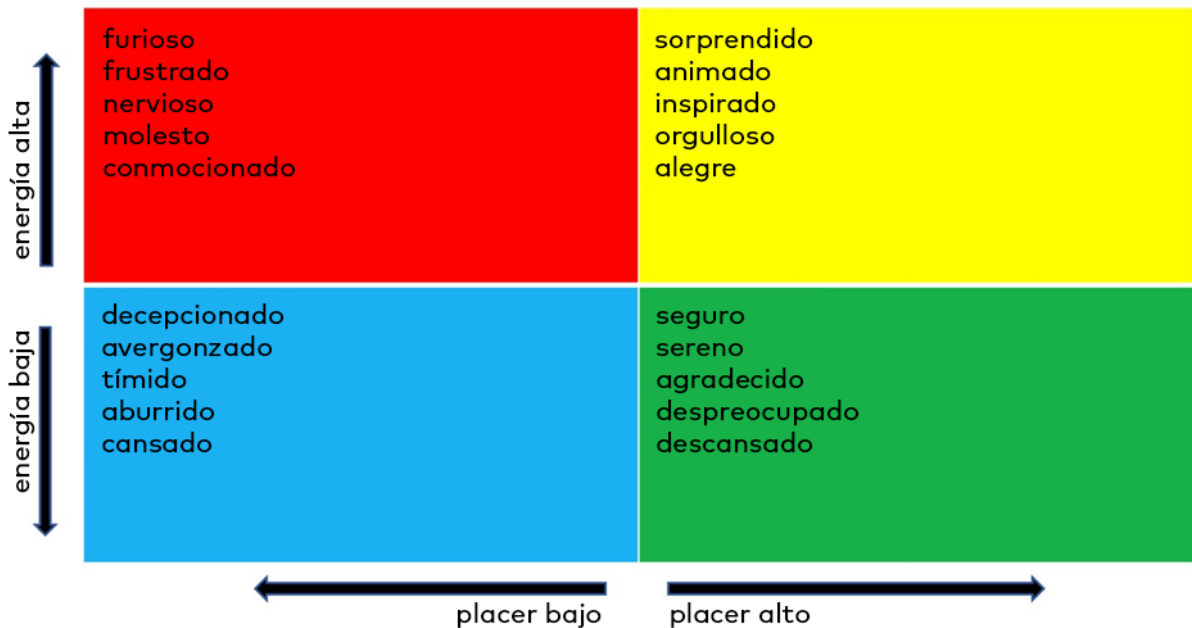 energía alta
furioso
frustrado
nervioso
molesto
conmocionado
sorprendido
animado
inspirado
orgulloso
alegre
energía baja
decepcionado
avergonzado
tímido
aburrido
cansado
seguro
sereno
agradecido
despreocupado
descansado
placer bajo
placer alto